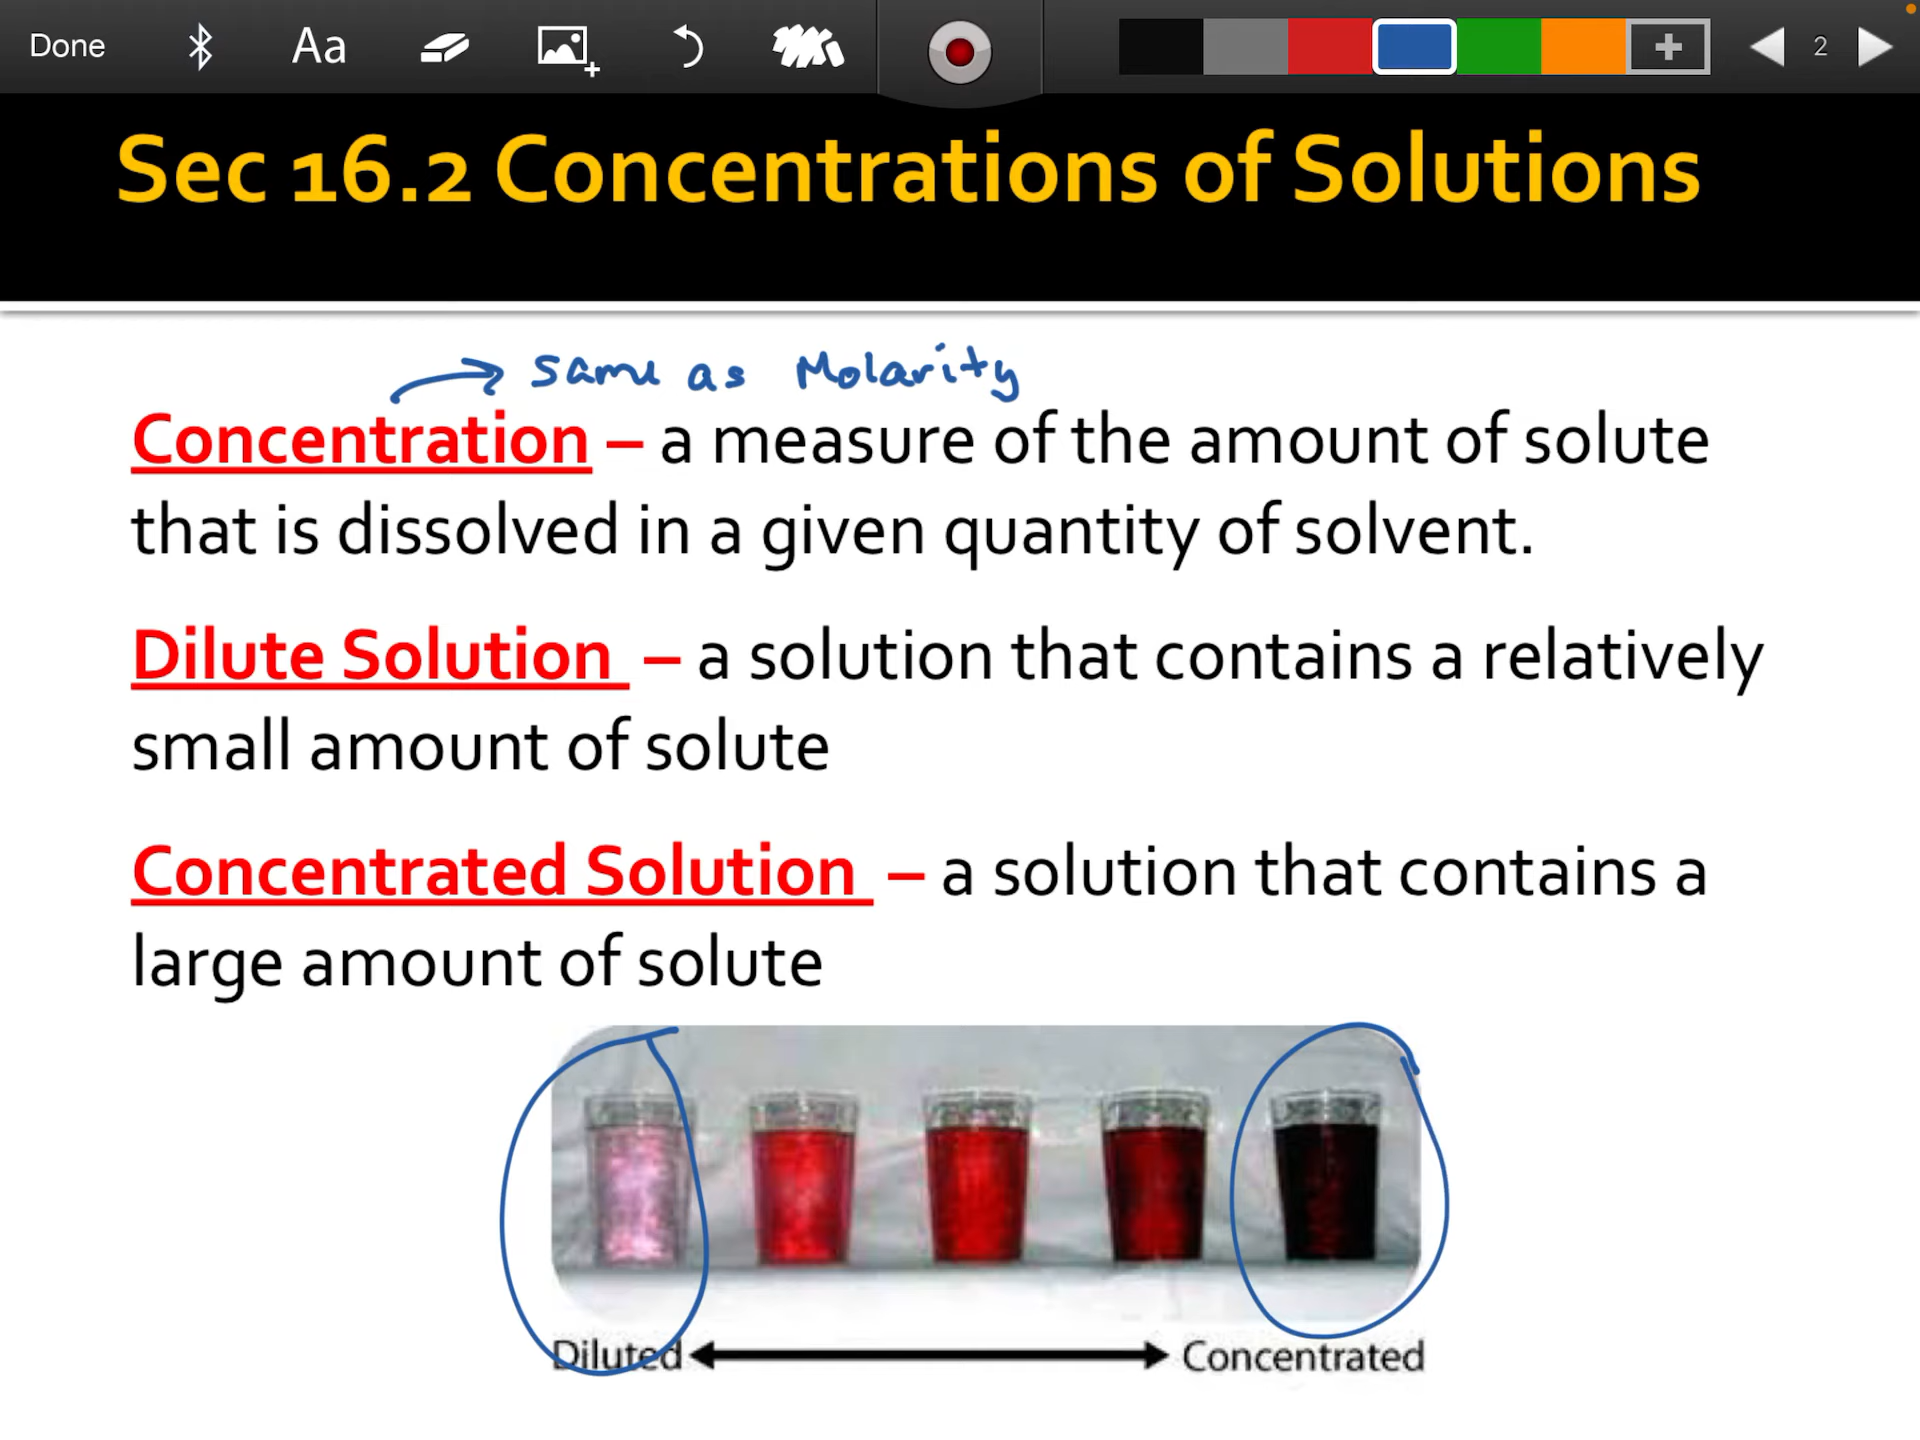 Done Aa 2
Sec 16.2 Concentrations of Solutions
same as Molarity
Concentration – a measure of the amount of solute
that is dissolved in a given quantity of solvent.
Dilute Solution – a solution that contains a relatively
small amount of solute
Concentrated Solution – a solution that contains a
large amount of solute
Diluted Concentrated